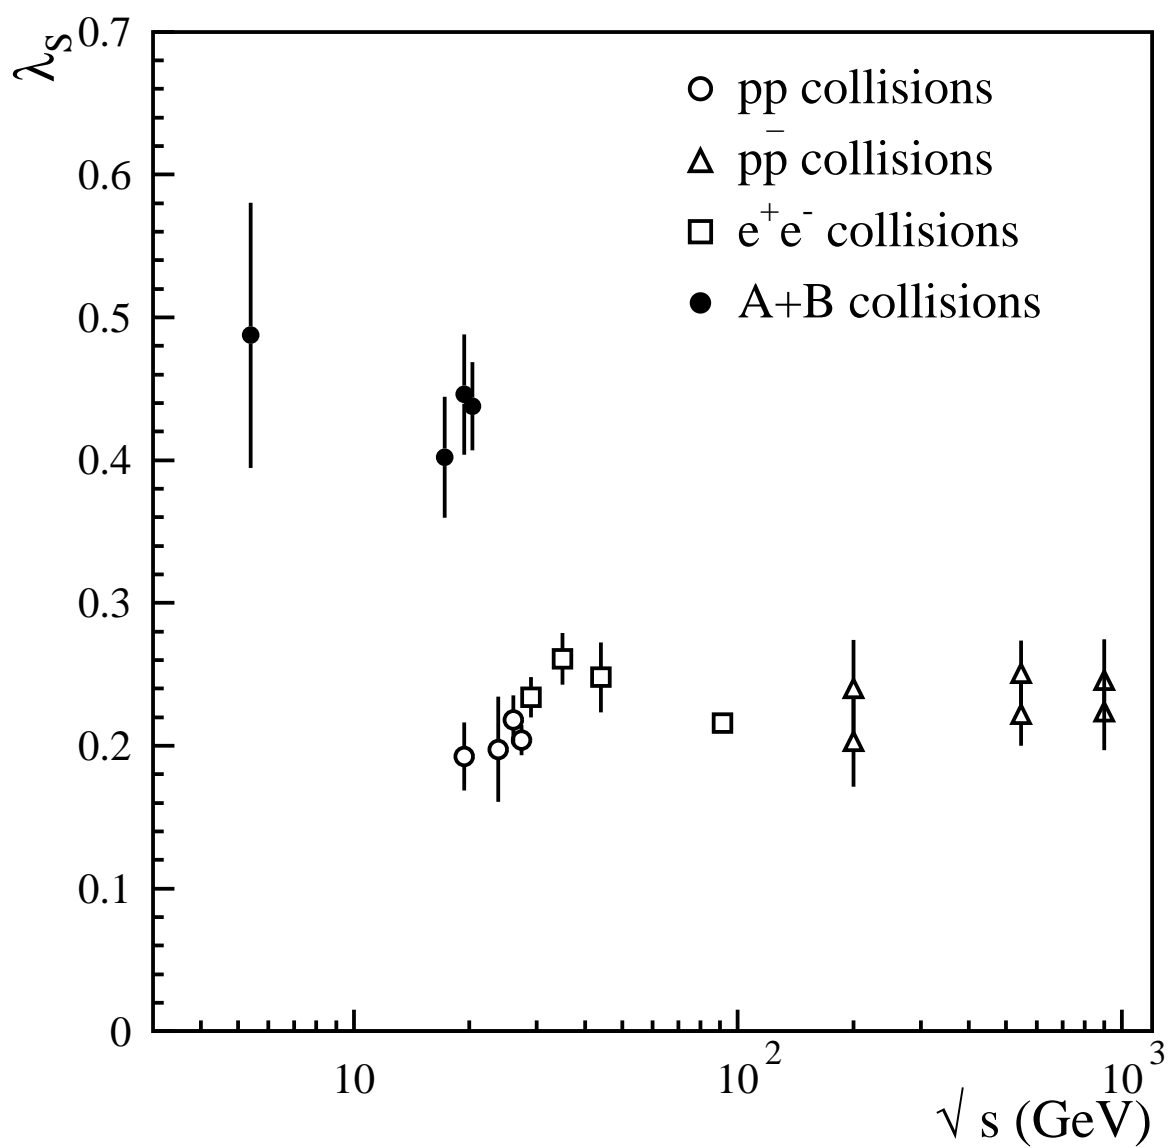 λS
0.7
0.6
0.5
0.4
0.3
0.2
0.1
0
pp collisions
pp̄ collisions
e⁺e⁻ collisions
A+B collisions
10
10²
10³
√ s (GeV)